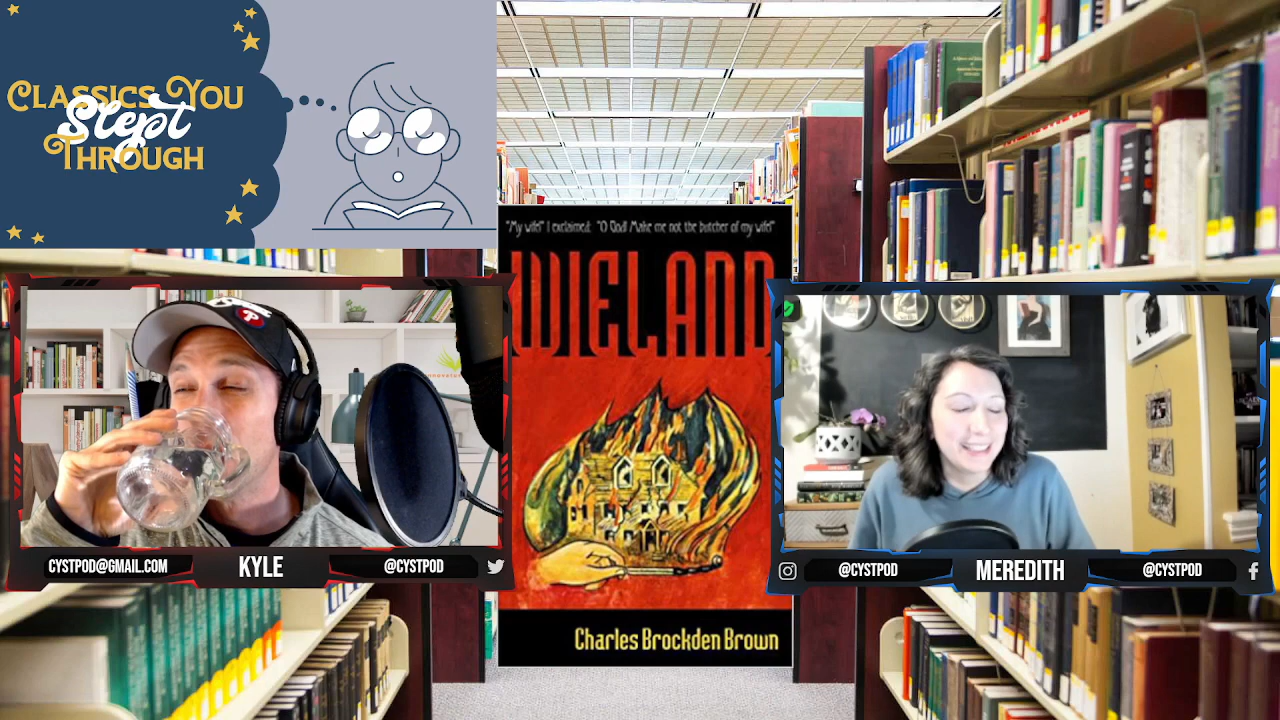 CLASSICS YOU
Slept
THROUGH
"My wife!" I exclaimed: "O God! Make me not the butcher of my wife!"
WIELAND
Charles Brockden Brown
CYSTPOD@GMAIL.COM
KYLE
@CYSTPOD
@CYSTPOD
MEREDITH
@CYSTPOD